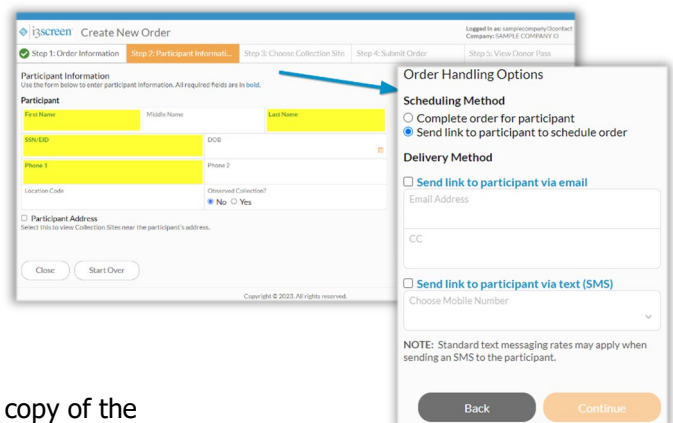 i3screen Create New Order
Logged in as: samplecompany3contact
Company: SAMPLE COMPANY CI
Step 1: Order Information Step 2: Participant Informati... Step 3: Choose Collection Site Step 4: Submit Order Step 5: View Donor Pass
Participant Information
Use the form below to enter participant information. All required fields are in bold.
Participant
First Name Middle Name Last Name
SSN/EID DOB
Phone 1 Phone 2
Location Code Observed Collection?
No Yes
Participant Address
Select this to view Collection Sites near the participant's address.
Close Start Over
Copyright © 2023. All rights reserved.
Order Handling Options
Scheduling Method
Complete order for participant
Send link to participant to schedule order
Delivery Method
Send link to participant via email
Email Address
CC
Send link to participant via text (SMS)
Choose Mobile Number
NOTE: Standard text messaging rates may apply when
sending an SMS to the participant.
Back Continue
copy of the